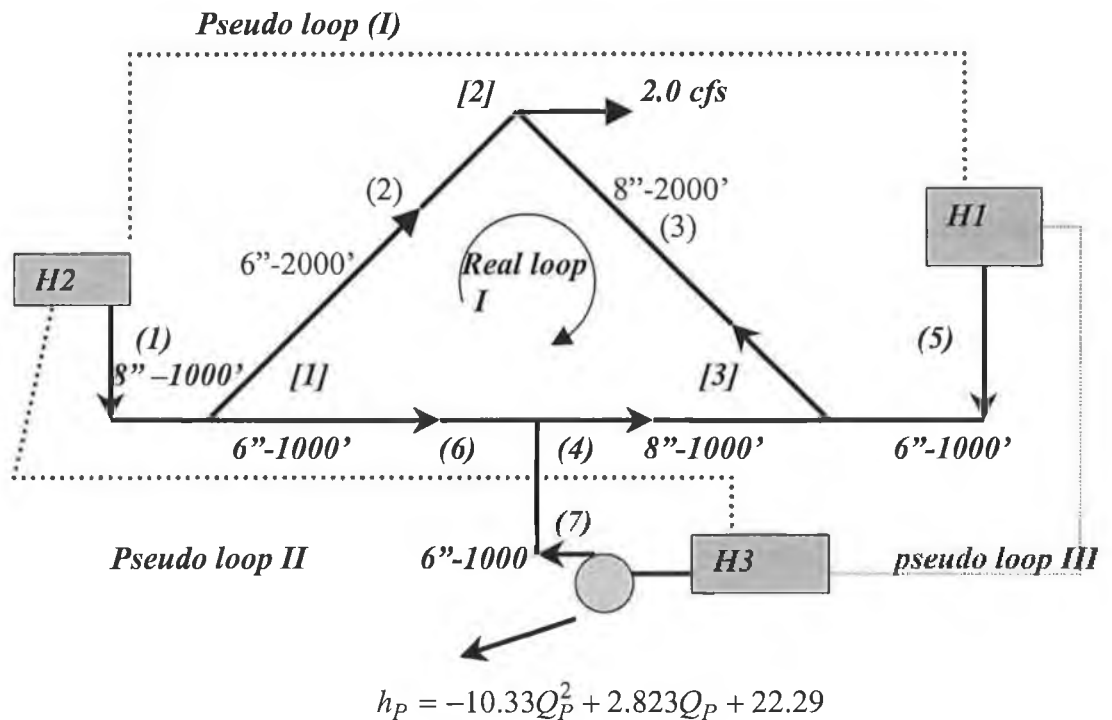 Pseudo loop (I)
[2]
2.0 cfs
(2)
8”-2000’
(3)
H1
6”-2000’
Real loop
I
H2
(1)
8” –1000’
[1]
[3]
(5)
6”-1000’
(6)
(4)
8”-1000’
6”-1000’
(7)
Pseudo loop II
6”-1000
H3
pseudo loop III
h_P = −10.33Q_P^2 + 2.823Q_P + 22.29